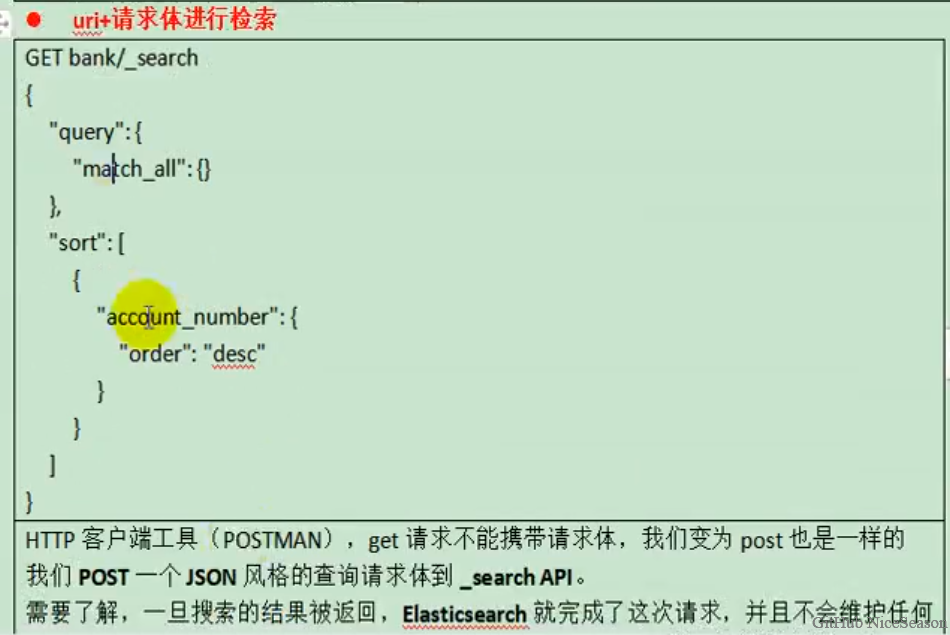 ● uri+请求体进行检索
GET bank/_search
{
"query": {
"match_all": {}
},
"sort": [
{
"account_number": {
"order": "desc"
}
}
]
}
HTTP 客户端工具（POSTMAN），get 请求不能携带请求体，我们变为 post 也是一样的
我们 POST 一个 JSON 风格的查询请求体到 _search API。
需要了解，一旦搜索的结果被返回，Elasticsearch 就完成了这次请求，并且不会维护任何
GitHub NiceSeason